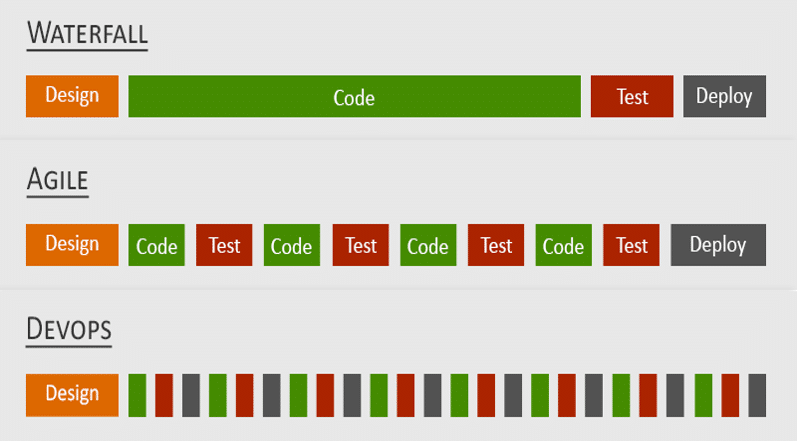 WATERFALL
Design Code Test Deploy
AGILE
Design Code Test Code Test Code Test Code Test Deploy
DEVOPS
Design